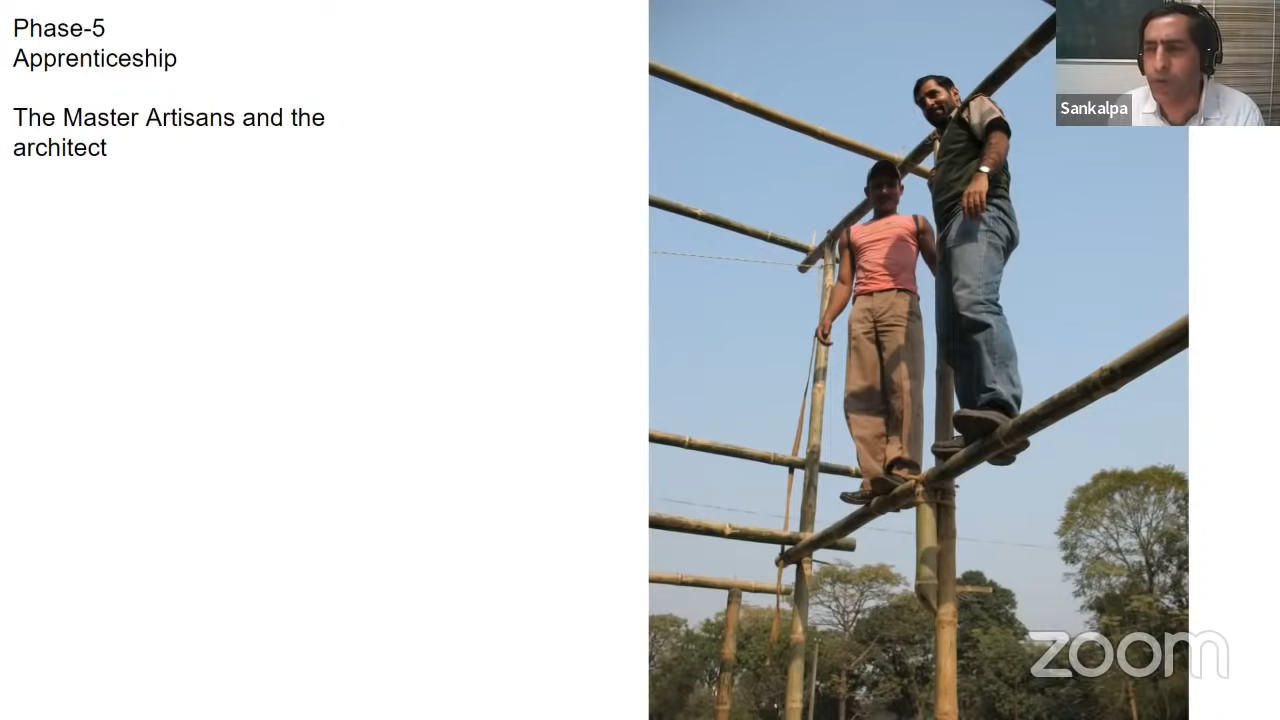 Phase-5
Apprenticeship
The Master Artisans and the
architect
Sankalpa
zoom